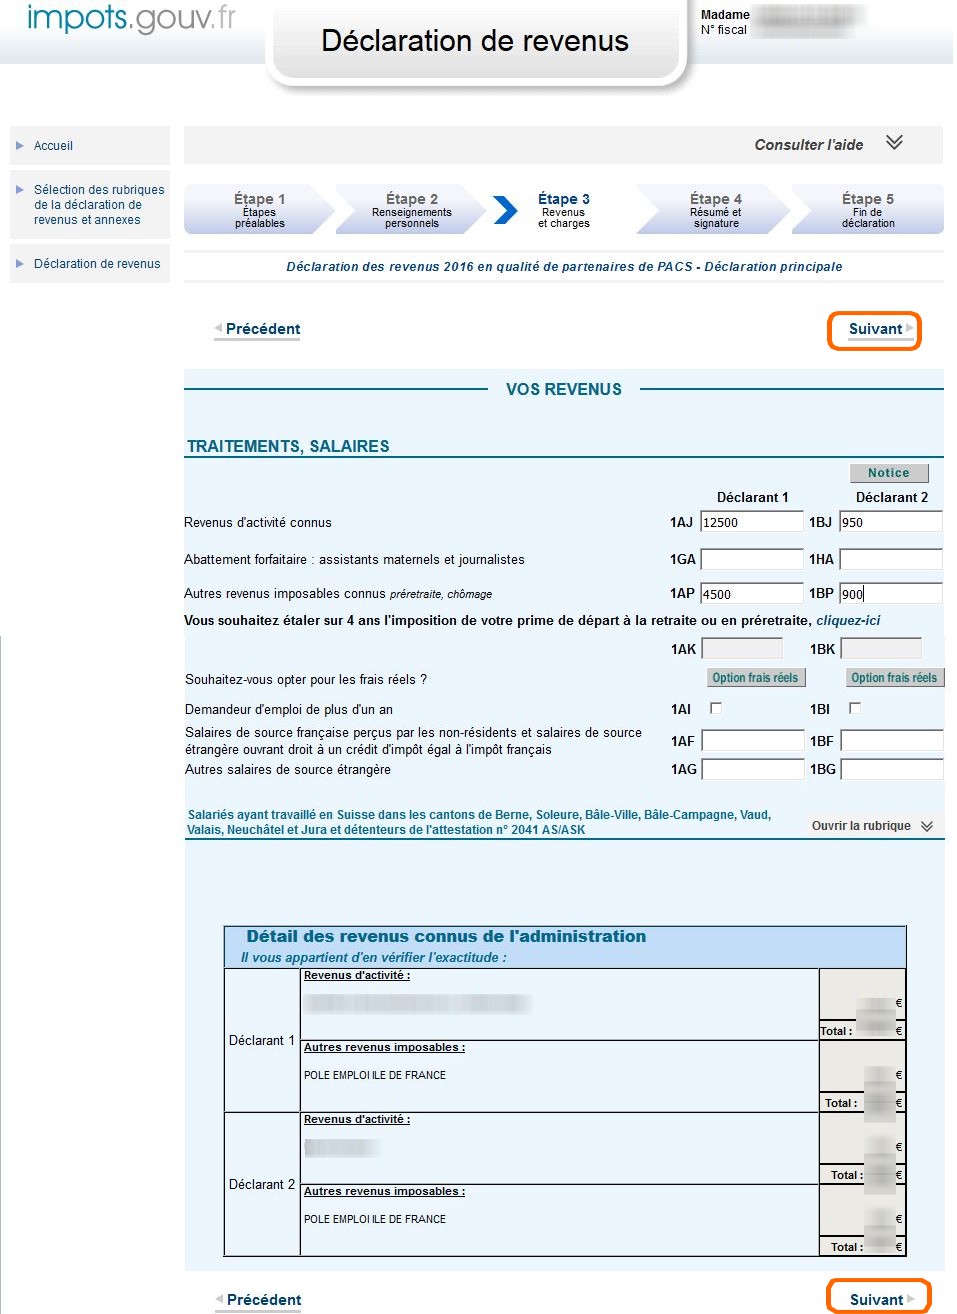 impots.gouv.fr
Déclaration de revenus
Madame
N° fiscal
Accueil
Sélection des rubriques
de la déclaration de
revenus et annexes
Déclaration de revenus
Consulter l'aide
Étape 1
Étapes
préalables
Étape 2
Renseignements
personnels
Étape 3
Revenus
et charges
Étape 4
Résumé et
signature
Étape 5
Fin de
déclaration
Déclaration des revenus 2016 en qualité de partenaires de PACS - Déclaration principale
Précédent
Suivant
VOS REVENUS
TRAITEMENTS, SALAIRES
Notice
Déclarant 1 Déclarant 2
Revenus d'activité connus 1AJ 12500 1BJ 950
Abattement forfaitaire : assistants maternels et journalistes 1GA 1HA
Autres revenus imposables connus préretraite, chômage 1AP 4500 1BP 900
Vous souhaitez étaler sur 4 ans l'imposition de votre prime de départ à la retraite ou en préretraite, cliquez-ici
1AK 1BK
Souhaitez-vous opter pour les frais réels ? Option frais réels Option frais réels
Demandeur d'emploi de plus d'un an 1AI 1BI
Salaires de source française perçus par les non-résidents et salaires de source
étrangère ouvrant droit à un crédit d'impôt égal à l'impôt français 1AF 1BF
Autres salaires de source étrangère 1AG 1BG
Salariés ayant travaillé en Suisse dans les cantons de Berne, Soleure, Bâle-Ville, Bâle-Campagne, Vaud,
Valais, Neuchâtel et Jura et détenteurs de l'attestation n° 2041 AS/ASK
Ouvrir la rubrique
Détail des revenus connus de l'administration
Il vous appartient d'en vérifier l'exactitude :
Déclarant 1
Revenus d'activité :
€
Total : €
Autres revenus imposables :
POLE EMPLOI ILE DE FRANCE €
Total : €
Déclarant 2
Revenus d'activité :
€
Total : €
Autres revenus imposables :
POLE EMPLOI ILE DE FRANCE €
Total : €
Précédent
Suivant